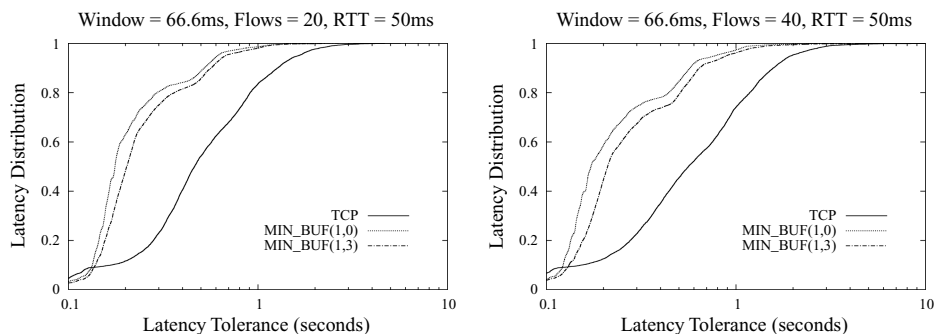 Window = 66.6ms, Flows = 20, RTT = 50ms
1
0.8
0.6
0.4
0.2
0
Latency Distribution
TCP
MIN_BUF(1,0)
MIN_BUF(1,3)
0.1
1
10
Latency Tolerance (seconds)
Window = 66.6ms, Flows = 40, RTT = 50ms
1
0.8
0.6
0.4
0.2
0
Latency Distribution
TCP
MIN_BUF(1,0)
MIN_BUF(1,3)
0.1
1
10
Latency Tolerance (seconds)